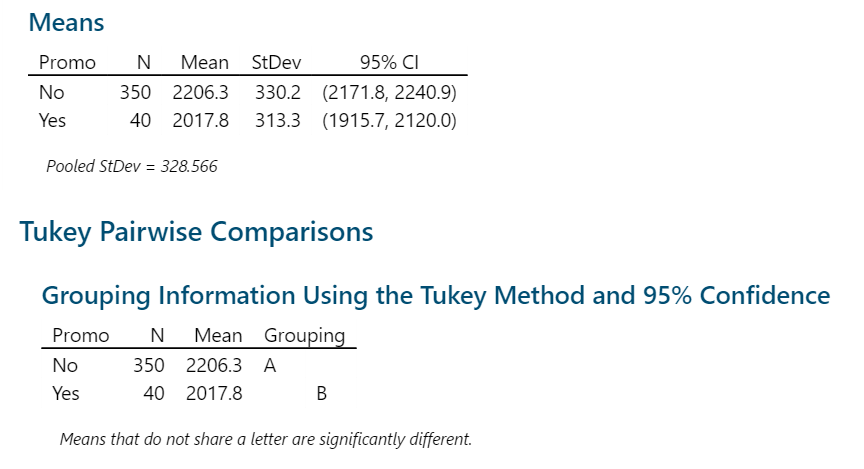 Means
Promo N Mean StDev 95% CI
No 350 2206.3 330.2 (2171.8, 2240.9)
Yes 40 2017.8 313.3 (1915.7, 2120.0)
Pooled StDev = 328.566
Tukey Pairwise Comparisons
Grouping Information Using the Tukey Method and 95% Confidence
Promo N Mean Grouping
No 350 2206.3 A
Yes 40 2017.8 B
Means that do not share a letter are significantly different.